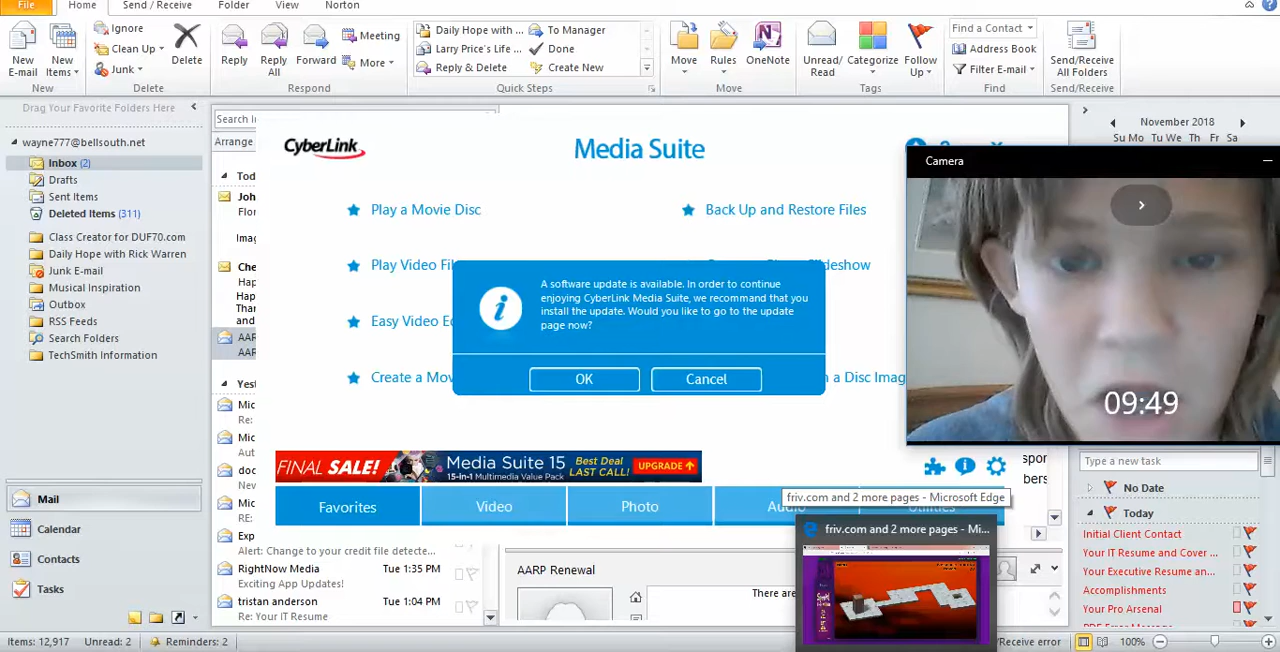 File
Home
Send / Receive
Folder
View
Norton
New
E-mail
New
Items
New
Ignore
Clean Up
Junk
Delete
Delete
Reply
Reply
All
Forward
Meeting
More
Respond
Daily Hope with ...
Larry Price's Life ...
Reply & Delete
To Manager
Done
Create New
Quick Steps
Move
Rules
OneNote
Move
Unread/
Read
Categorize
Follow
Up
Tags
Find a Contact
Address Book
Filter E-mail
Find
Send/Receive
All Folders
Send/Receive
Drag Your Favorite Folders Here
wayne777@bellsouth.net
Inbox (2)
Drafts
Sent Items
Deleted Items (311)
Class Creator for DUF70.com
Daily Hope with Rick Warren
Junk E-mail
Musical Inspiration
Outbox
RSS Feeds
Search Folders
TechSmith Information
Mail
Calendar
Contacts
Tasks
Arrange
CyberLink
Media Suite
Play a Movie Disc
Back Up and Restore Files
A software update is available. In order to continue
enjoying CyberLink Media Suite, we recommand that you
install the update. Would you like to go to the update
page now?
OK
Cancel
FINAL SALE!
Media Suite 15
15-in-1 Multimedia Value Pack
Best Deal
LAST CALL!
UPGRADE
Favorites
Video
Photo
friv.com and 2 more pages - Microsoft Edge
friv.com and 2 more pages - Mi...
Alert: Change to your credit file detecte...
RightNow Media
Tue 1:35 PM
Exciting App Updates!
tristan anderson
Tue 1:04 PM
Re: Your IT Resume
AARP Renewal
There are
November 2018
Su Mo Tu We Th Fr Sa
Camera
09:49
Type a new task
No Date
Today
Initial Client Contact
Your IT Resume and Cover ...
Your Executive Resume an...
Accomplishments
Your Pro Arsenal
Items: 12,917
Unread: 2
Reminders: 2
/Receive error
100%